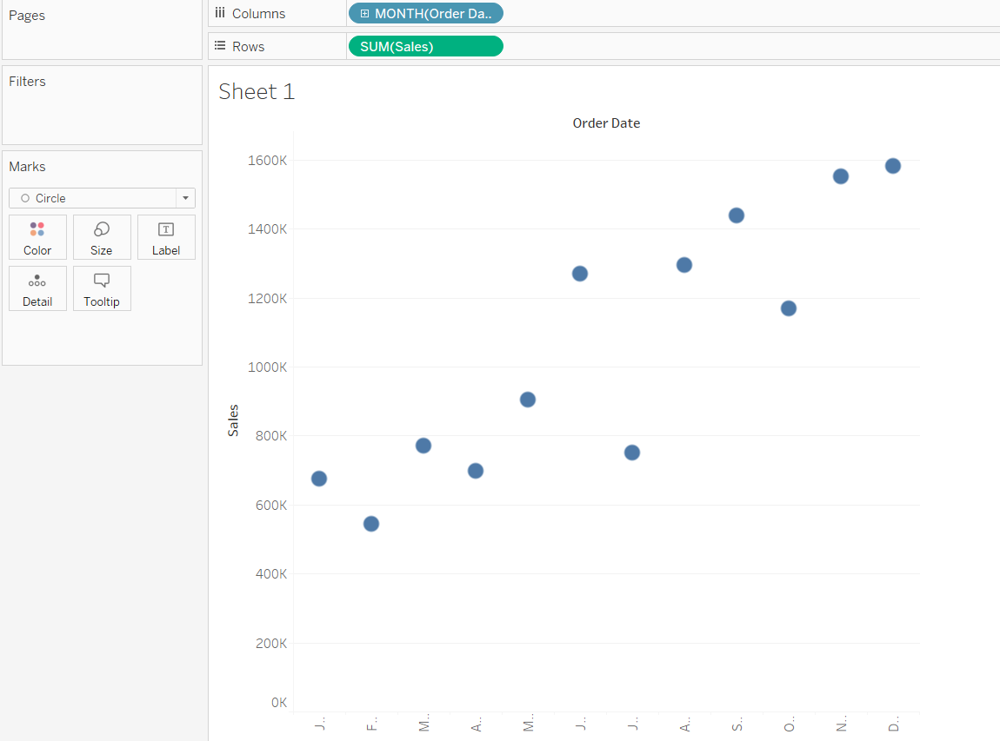 Pages
Columns
MONTH(Order Da..
Rows
SUM(Sales)
Filters
Marks
Circle
Color
Size
Label
Detail
Tooltip
Sheet 1
Order Date
Sales
1600K
1400K
1200K
1000K
800K
600K
400K
200K
0K
J..
F..
M..
A..
M..
J..
J..
A..
S..
O..
N..
D..